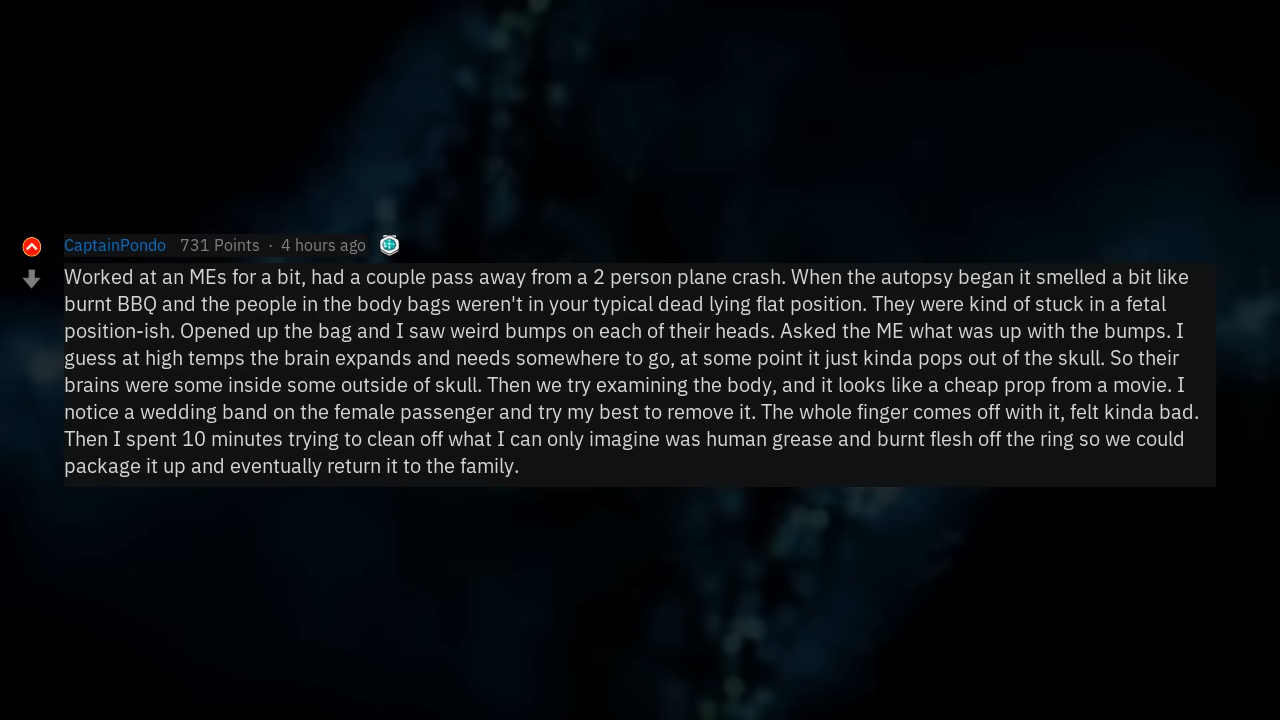 CaptainPondo 731 Points · 4 hours ago
Worked at an MEs for a bit, had a couple pass away from a 2 person plane crash. When the autopsy began it smelled a bit like
burnt BBQ and the people in the body bags weren't in your typical dead lying flat position. They were kind of stuck in a fetal
position-ish. Opened up the bag and I saw weird bumps on each of their heads. Asked the ME what was up with the bumps. I
guess at high temps the brain expands and needs somewhere to go, at some point it just kinda pops out of the skull. So their
brains were some inside some outside of skull. Then we try examining the body, and it looks like a cheap prop from a movie. I
notice a wedding band on the female passenger and try my best to remove it. The whole finger comes off with it, felt kinda bad.
Then I spent 10 minutes trying to clean off what I can only imagine was human grease and burnt flesh off the ring so we could
package it up and eventually return it to the family.